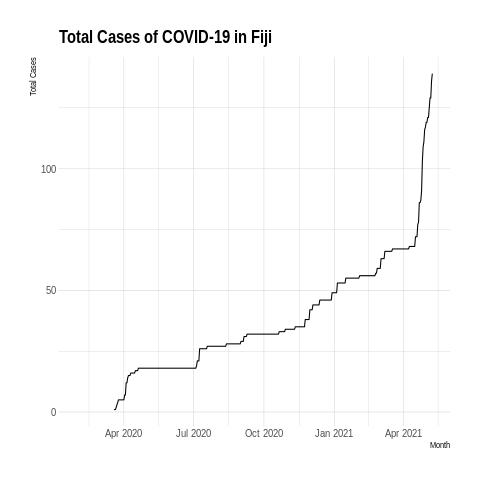 Total Cases of COVID-19 in Fiji
Total Cases
100
50
0
Apr 2020 Jul 2020 Oct 2020 Jan 2021 Apr 2021
Month